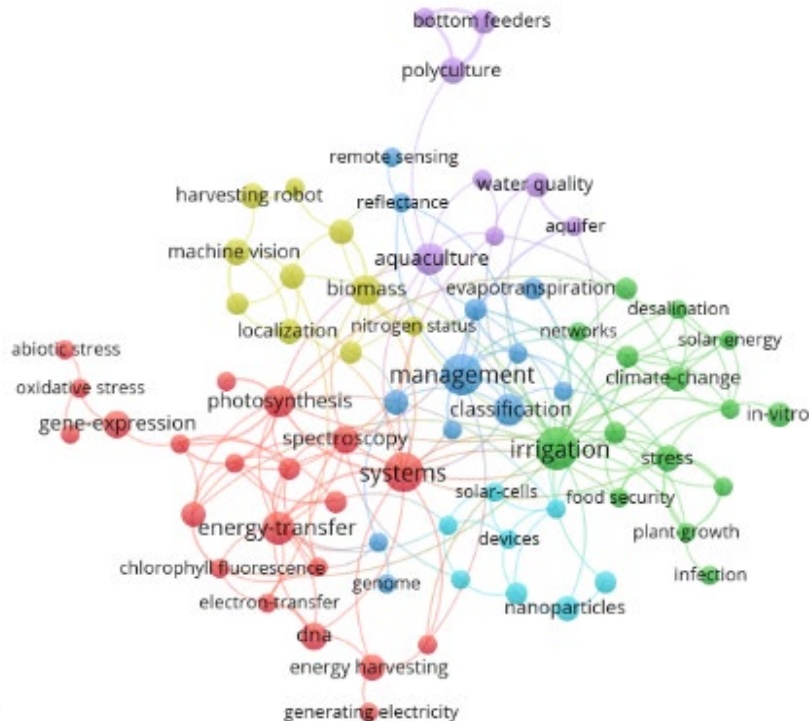 bottom feeders
polyculture
remote sensing
water quality
harvesting robot
reflectance
aquifer
machine vision
aquaculture
biomass
evapotranspiration
desalination
localization
nitrogen status
networks
solar energy
abiotic stress
management
climate-change
oxidative stress
photosynthesis
classification
in-vitro
gene-expression
spectroscopy
irrigation
stress
systems
solar-cells
food security
energy-transfer
devices
plant-growth
chlorophyll fluorescence
genome
infection
electron-transfer
nanoparticles
dna
energy harvesting
generating electricity